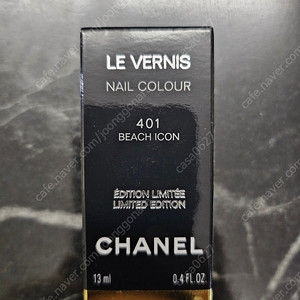 LE VERNIS
NAIL COLOUR
401
BEACH ICON
ÉDITION LIMITÉE
LIMITED EDITION
CHANEL
13 ml 0.4 FL.OZ.